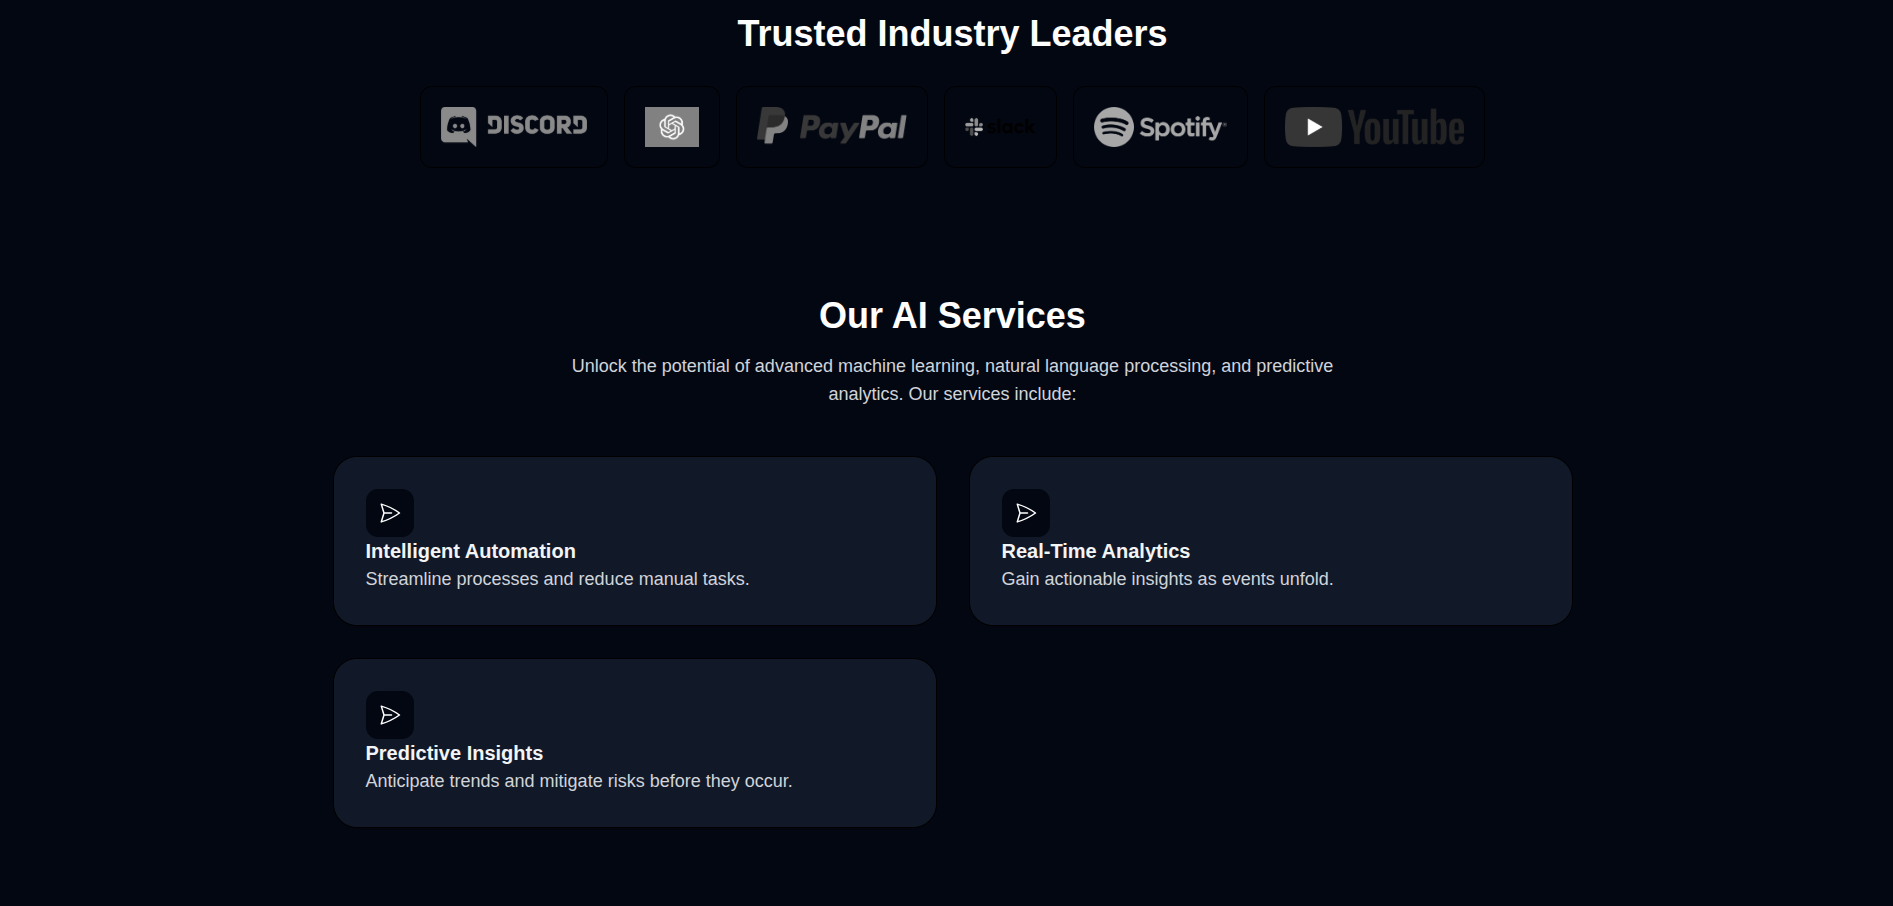 Trusted Industry Leaders
DISCORD
PayPal
slack
Spotify
YouTube
Our AI Services
Unlock the potential of advanced machine learning, natural language processing, and predictive
analytics. Our services include:
Intelligent Automation
Streamline processes and reduce manual tasks.
Real-Time Analytics
Gain actionable insights as events unfold.
Predictive Insights
Anticipate trends and mitigate risks before they occur.